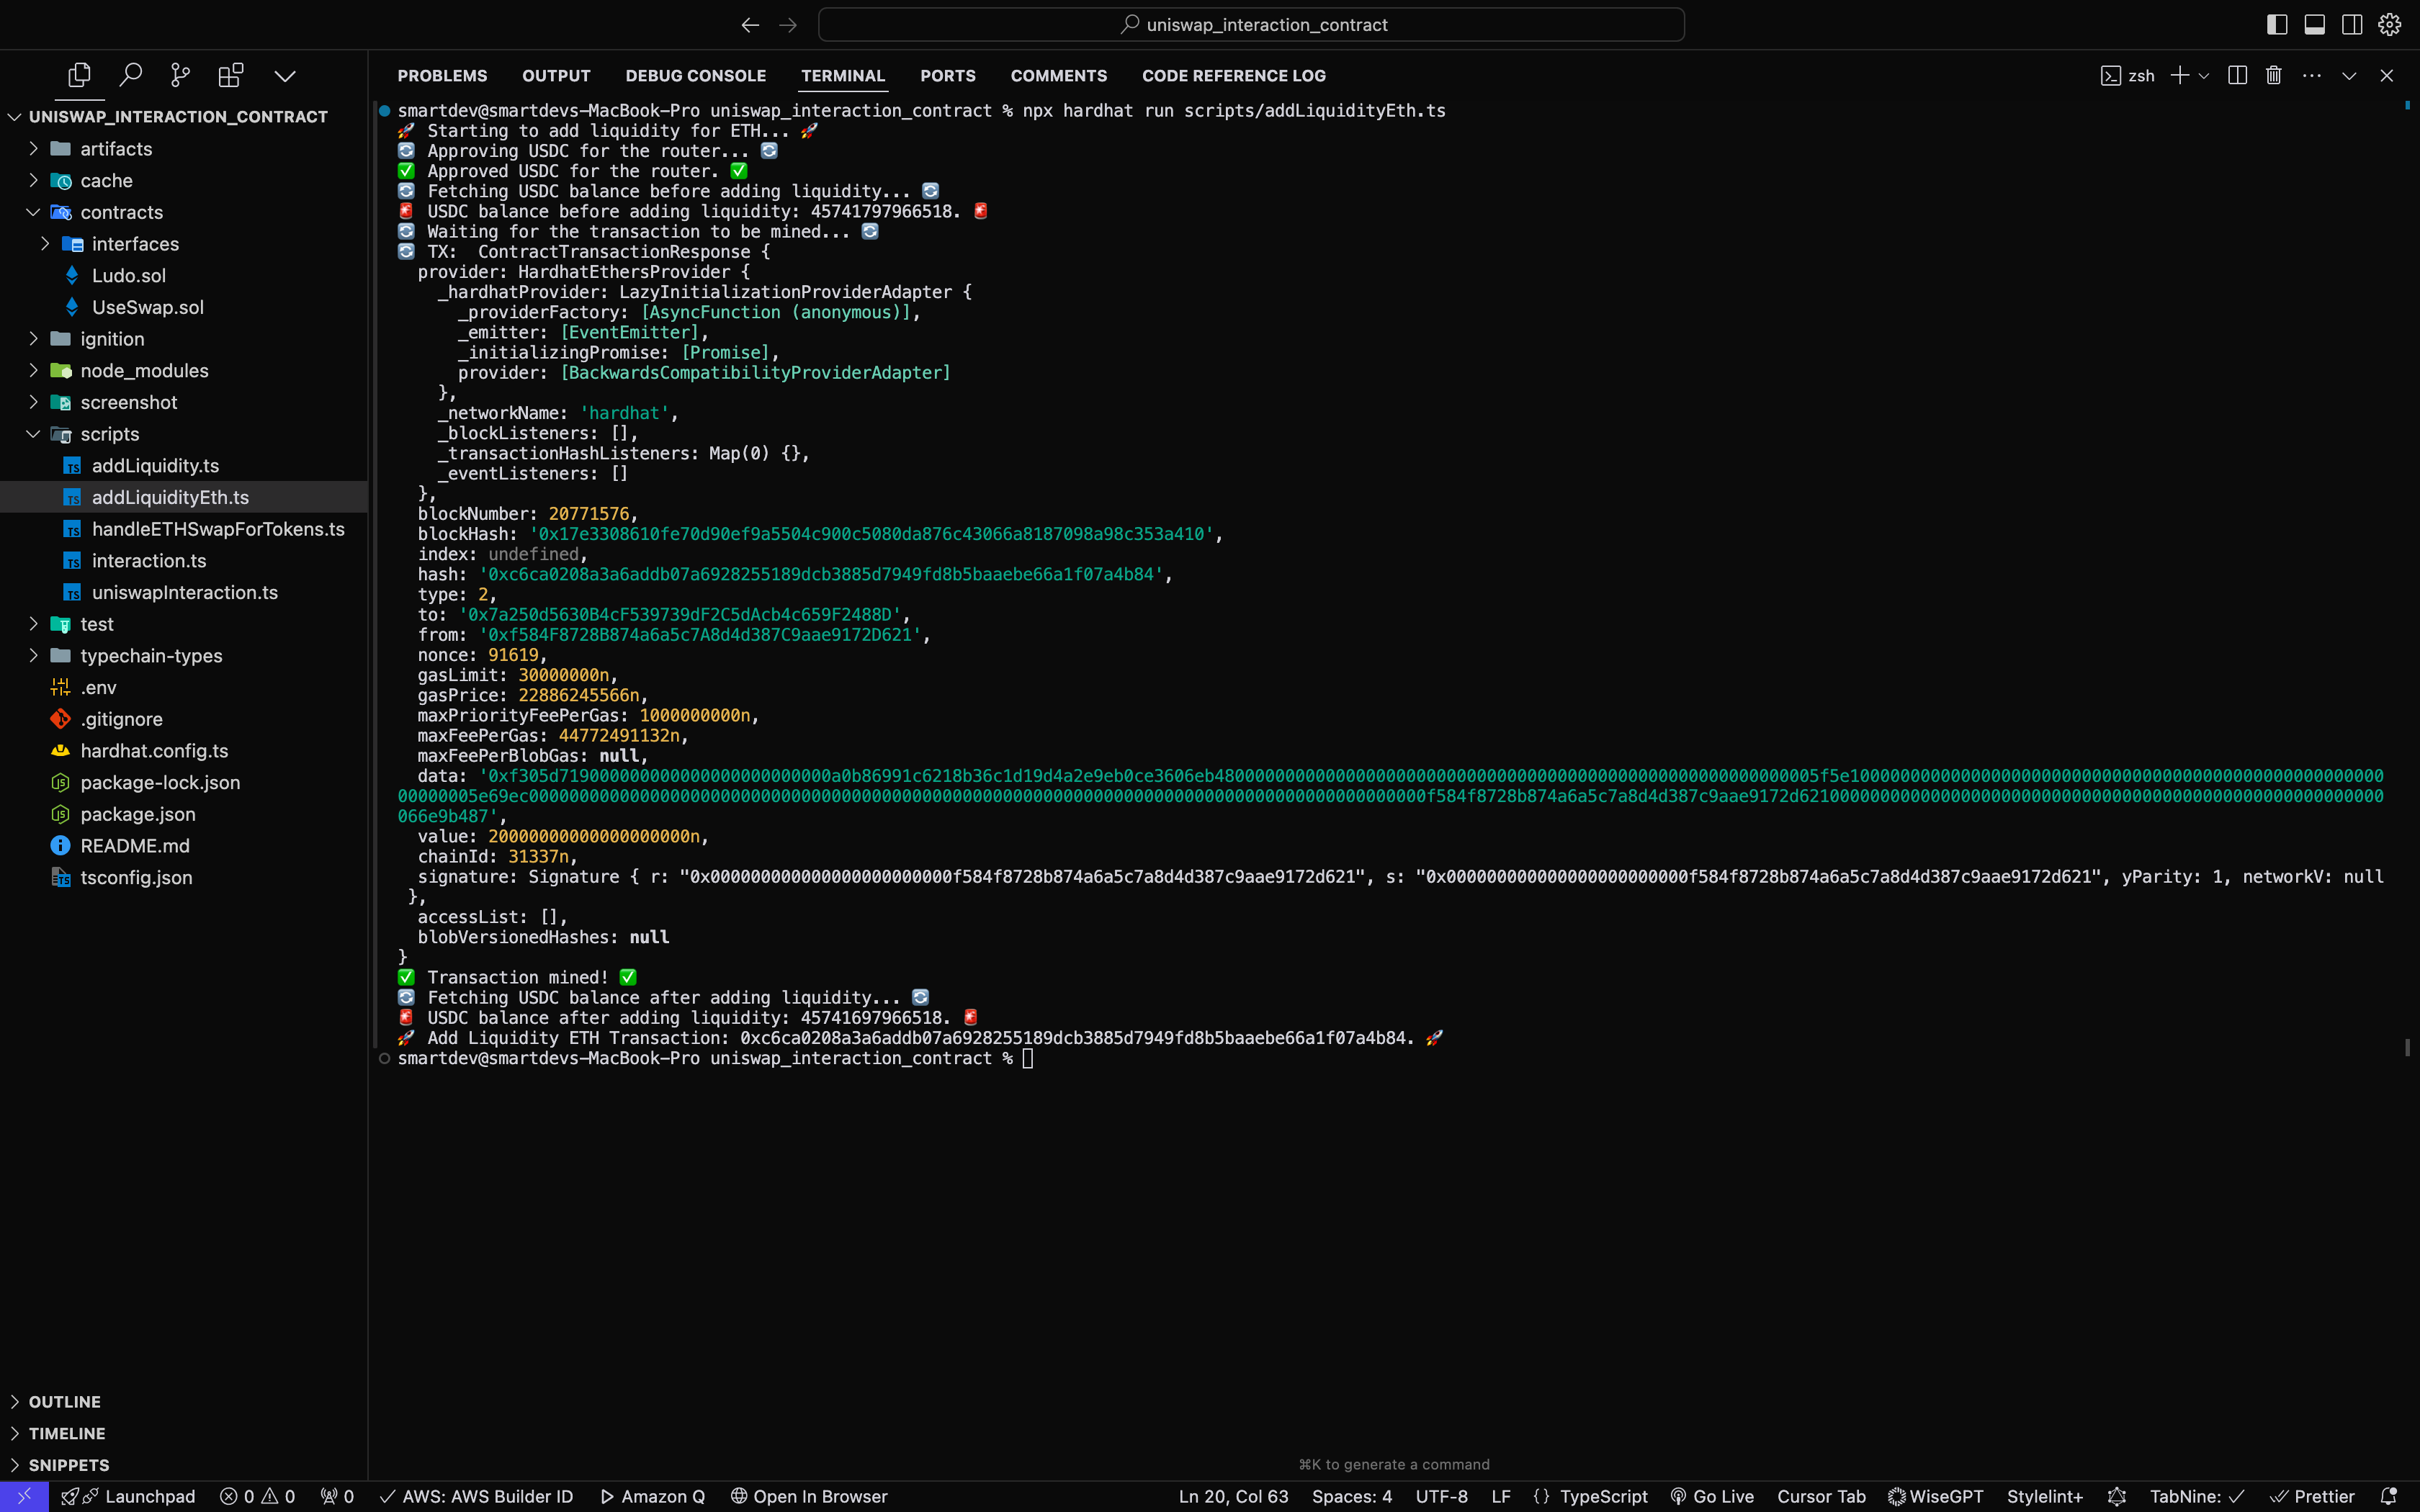 uniswap_interaction_contract
UNISWAP_INTERACTION_CONTRACT
artifacts
cache
contracts
interfaces
Ludo.sol
UseSwap.sol
ignition
node_modules
screenshot
scripts
addLiquidity.ts
addLiquidityEth.ts
handleETHSwapForTokens.ts
interaction.ts
uniswapInteraction.ts
test
typechain-types
.env
.gitignore
hardhat.config.ts
package-lock.json
package.json
README.md
tsconfig.json
OUTLINE
TIMELINE
SNIPPETS
PROBLEMS OUTPUT DEBUG CONSOLE TERMINAL PORTS COMMENTS CODE REFERENCE LOG zsh
smartdev@smartdevs-MacBook-Pro uniswap_interaction_contract % npx hardhat run scripts/addLiquidityEth.ts
🚀 Starting to add liquidity for ETH... 🚀
🔄 Approving USDC for the router... 🔄
✅ Approved USDC for the router. ✅
🔄 Fetching USDC balance before adding liquidity... 🔄
🚨 USDC balance before adding liquidity: 45741797966518. 🚨
🔄 Waiting for the transaction to be mined... 🔄
🔄 TX:  ContractTransactionResponse {
provider: HardhatEthersProvider {
_hardhatProvider: LazyInitializationProviderAdapter {
_providerFactory: [AsyncFunction (anonymous)],
_emitter: [EventEmitter],
_initializingPromise: [Promise],
provider: [BackwardsCompatibilityProviderAdapter]
},
_networkName: 'hardhat',
_blockListeners: [],
_transactionHashListeners: Map(0) {},
_eventListeners: []
},
blockNumber: 20771576,
blockHash: '0x17e3308610fe70d90ef9a5504c900c5080da876c43066a8187098a98c353a410',
index: undefined,
hash: '0xc6ca0208a3a6addb07a6928255189dcb3885d7949fd8b5baaebe66a1f07a4b84',
type: 2,
to: '0x7a250d5630B4cF539739dF2C5dAcb4c659F2488D',
from: '0xf584F8728B874a6a5c7A8d4d387C9aae9172D621',
nonce: 91619,
gasLimit: 30000000n,
gasPrice: 22886245566n,
maxPriorityFeePerGas: 1000000000n,
maxFeePerGas: 44772491132n,
maxFeePerBlobGas: null,
data: '0xf305d719000000000000000000000000a0b86991c6218b36c1d19d4a2e9eb0ce3606eb480000000000000000000000000000000000000000000000000000000005f5e1000000000000000000000000000000000000000000000000000000
00000005e69ec00000000000000000000000000000000000000000000000000000000000000000000000000000000000000000f584f8728b874a6a5c7a8d4d387c9aae9172d62100000000000000000000000000000000000000000000000000000000
066e9b487',
value: 20000000000000000000n,
chainId: 31337n,
signature: Signature { r: "0x000000000000000000000000f584f8728b874a6a5c7a8d4d387c9aae9172d621", s: "0x000000000000000000000000f584f8728b874a6a5c7a8d4d387c9aae9172d621", yParity: 1, networkV: null
},
accessList: [],
blobVersionedHashes: null
}
✅ Transaction mined! ✅
🔄 Fetching USDC balance after adding liquidity... 🔄
🚨 USDC balance after adding liquidity: 45741697966518. 🚨
🚀 Add Liquidity ETH Transaction: 0xc6ca0208a3a6addb07a6928255189dcb3885d7949fd8b5baaebe66a1f07a4b84. 🚀
smartdev@smartdevs-MacBook-Pro uniswap_interaction_contract %
⌘K to generate a command
Launchpad 0 0 0 AWS: AWS Builder ID Amazon Q Open In Browser Ln 20, Col 63 Spaces: 4 UTF-8 LF {} TypeScript Go Live Cursor Tab WiseGPT Stylelint+ TabNine: ✓ Prettier